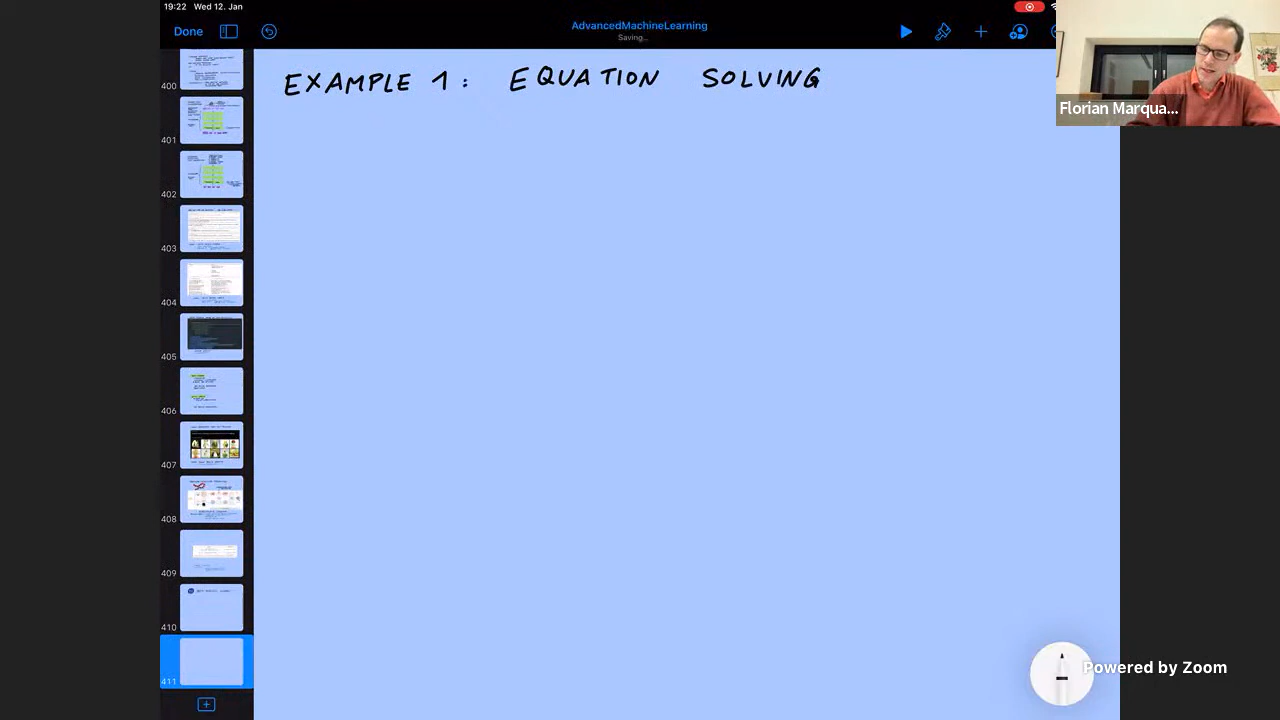 19:22 Wed 12. Jan
Done
AdvancedMachineLearning
Saving...
EXAMPLE 1: EQUATION SOLVING
Florian Marqua...
400
401
402
403
404
405
406
407
408
409
410
411
Powered by Zoom